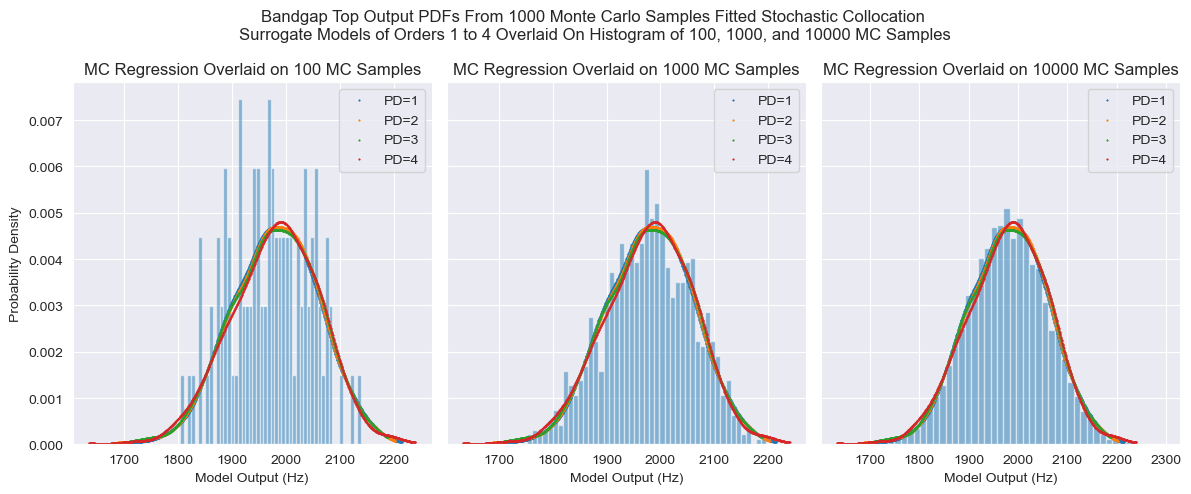 Bandgap Top Output PDFs From 1000 Monte Carlo Samples Fitted Stochastic Collocation
Surrogate Models of Orders 1 to 4 Overlaid On Histogram of 100, 1000, and 10000 MC Samples
MC Regression Overlaid on 100 MC Samples
PD=1
PD=2
PD=3
PD=4
Probability Density
0.007
0.006
0.005
0.004
0.003
0.002
0.001
0.000
1700 1800 1900 2000 2100 2200
Model Output (Hz)
MC Regression Overlaid on 1000 MC Samples
PD=1
PD=2
PD=3
PD=4
1700 1800 1900 2000 2100 2200
Model Output (Hz)
MC Regression Overlaid on 10000 MC Samples
PD=1
PD=2
PD=3
PD=4
1700 1800 1900 2000 2100 2200 2300
Model Output (Hz)